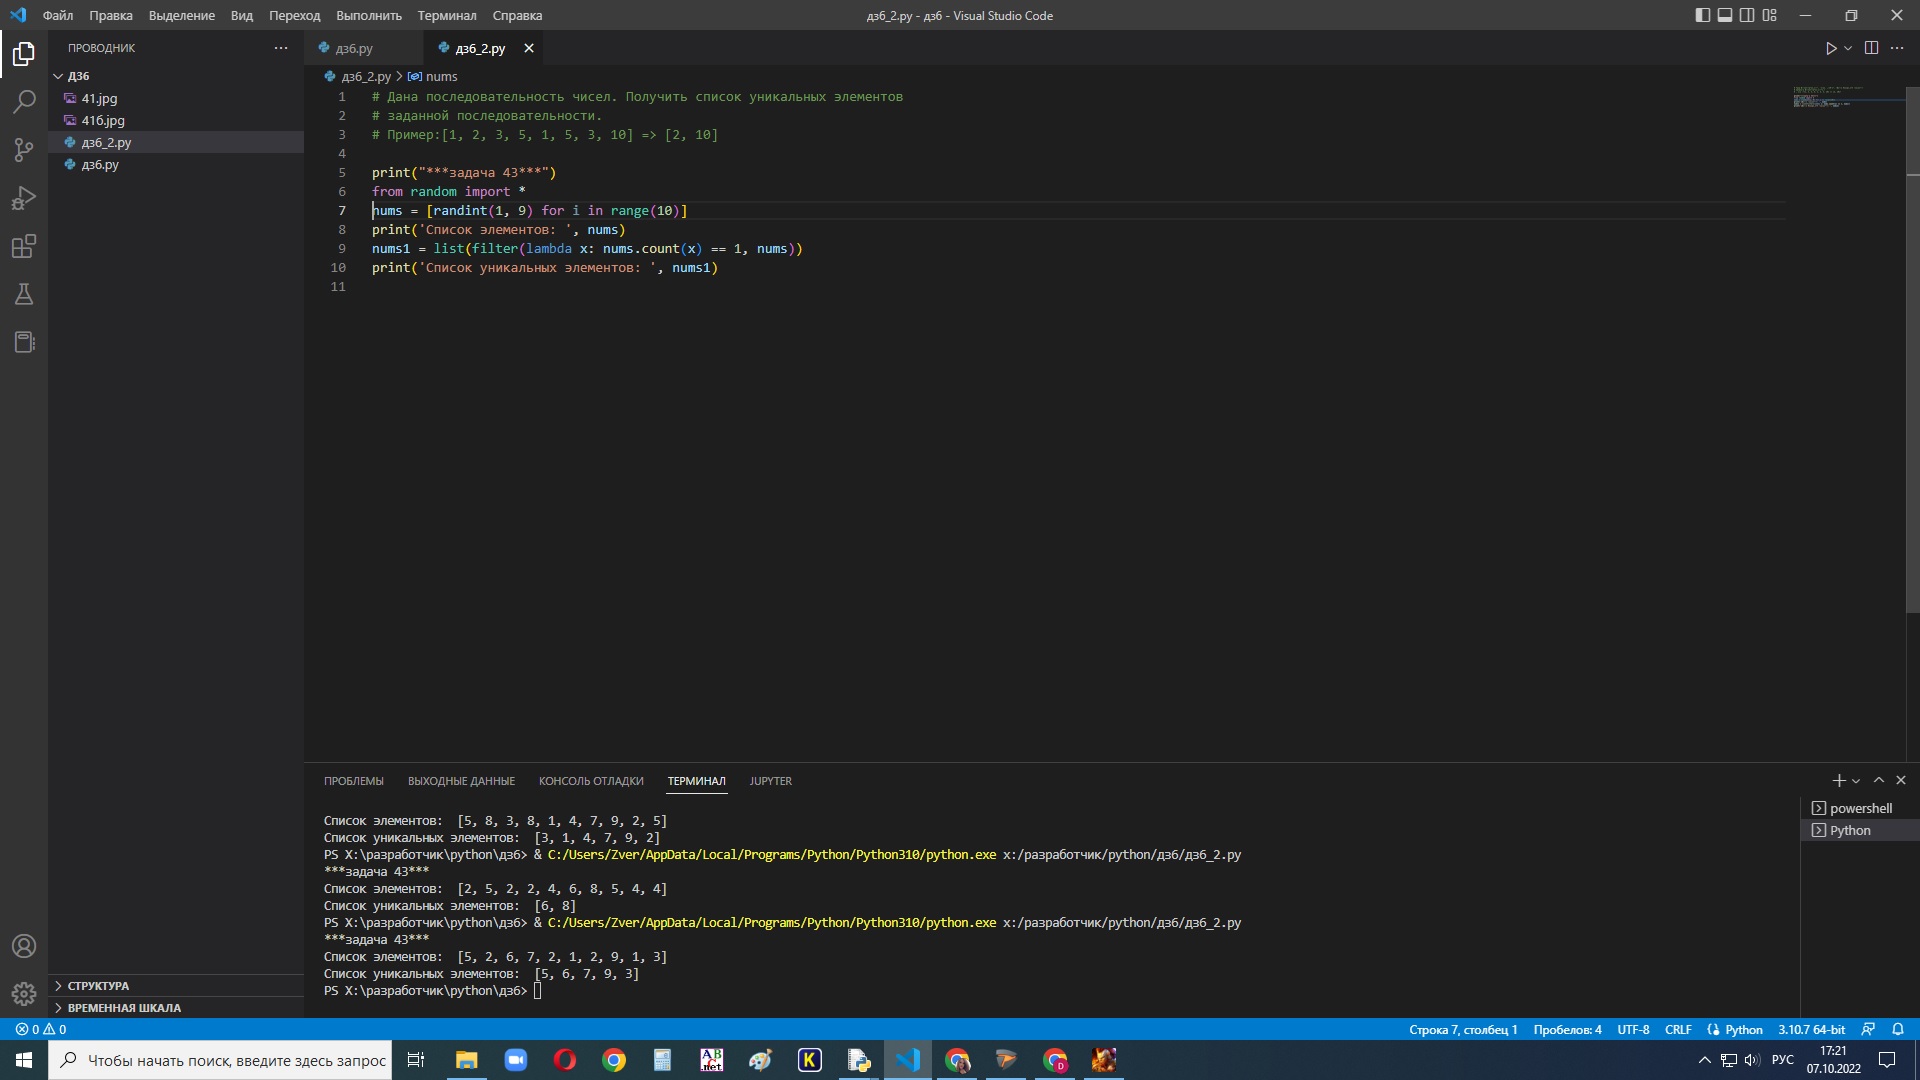 Файл Правка Выделение Вид Переход Выполнить Терминал Справка
дз6_2.py - дз6 - Visual Studio Code
ПРОВОДНИК
ДЗ6
41.jpg
416.jpg
дз6_2.py
дз6.py
СТРУКТУРА
ВРЕМЕННАЯ ШКАЛА
дз6.py дз6_2.py
дз6_2.py > nums
1 # Дана последовательность чисел. Получить список уникальных элементов
2 # заданной последовательности.
3 # Пример:[1, 2, 3, 5, 1, 5, 3, 10] => [2, 10]
4
5 print("***задача 43***")
6 from random import *
7 nums = [randint(1, 9) for i in range(10)]
8 print('Список элементов: ', nums)
9 nums1 = list(filter(lambda x: nums.count(x) == 1, nums))
10 print('Список уникальных элементов: ', nums1)
11
ПРОБЛЕМЫ ВЫХОДНЫЕ ДАННЫЕ КОНСОЛЬ ОТЛАДКИ ТЕРМИНАЛ JUPYTER
Список элементов:  [5, 8, 3, 8, 1, 4, 7, 9, 2, 5]
Список уникальных элементов:  [3, 1, 4, 7, 9, 2]
PS X:\разработчик\python\дз6> & C:/Users/Zver/AppData/Local/Programs/Python/Python310/python.exe x:/разработчик/python/дз6/дз6_2.py
***задача 43***
Список элементов:  [2, 5, 2, 2, 4, 6, 8, 5, 4, 4]
Список уникальных элементов:  [6, 8]
PS X:\разработчик\python\дз6> & C:/Users/Zver/AppData/Local/Programs/Python/Python310/python.exe x:/разработчик/python/дз6/дз6_2.py
***задача 43***
Список элементов:  [5, 2, 6, 7, 2, 1, 2, 9, 1, 3]
Список уникальных элементов:  [5, 6, 7, 9, 3]
PS X:\разработчик\python\дз6>
powershell
Python
0 0
Строка 7, столбец 1 Пробелов: 4 UTF-8 CRLF Python 3.10.7 64-bit
Чтобы начать поиск, введите здесь запрос
РУС
17:21
07.10.2022